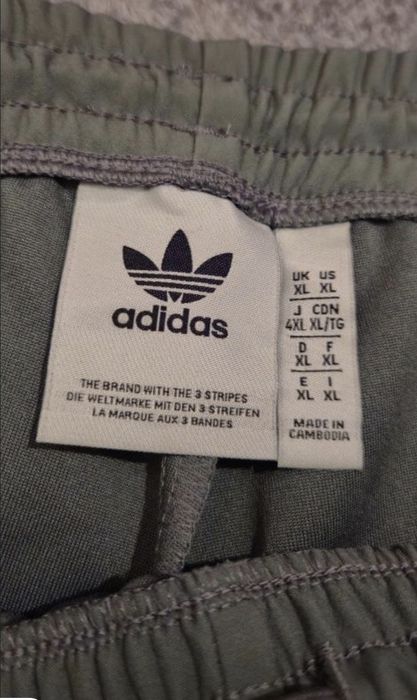 adidas
THE BRAND WITH THE 3 STRIPES
DIE WELTMARKE MIT DEN 3 STREIFEN
LA MARQUE AUX 3 BANDES
UK US
XL XL
J CDN
4XL XL/TG
D F
XL XL
E I
XL XL
MADE IN
CAMBODIA